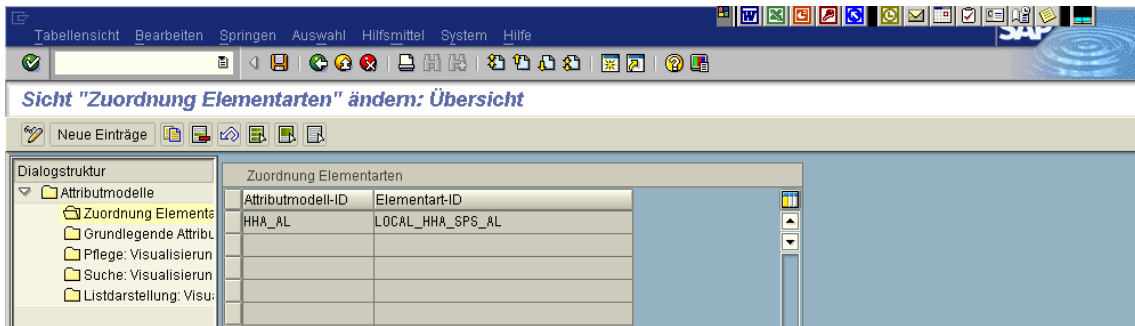 Tabellensicht Bearbeiten Springen Auswahl Hilfsmittel System Hilfe
SAP
Sicht "Zuordnung Elementarten" ändern: Übersicht
Neue Einträge
Dialogstruktur
Attributmodelle
Zuordnung Elementa
Grundlegende Attribu
Pflege: Visualisierun
Suche: Visualisierun
Listdarstellung: Visu
Zuordnung Elementarten
Attributmodell-ID Elementart-ID
HHA_AL LOCAL_HHA_SPS_AL